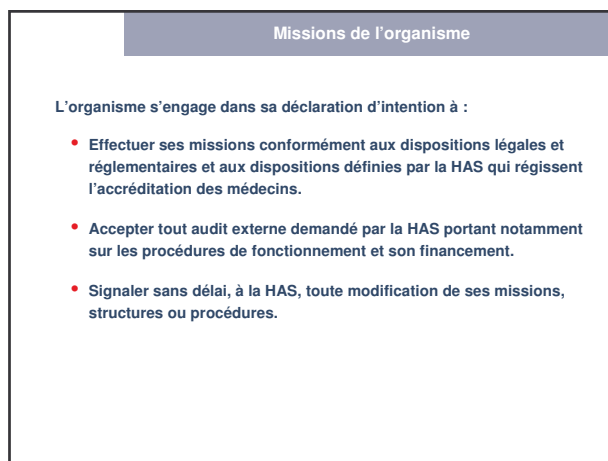 Missions de l’organisme
L’organisme s’engage dans sa déclaration d’intention à :
• Effectuer ses missions conformément aux dispositions légales et
réglementaires et aux dispositions définies par la HAS qui régissent
l’accréditation des médecins.
• Accepter tout audit externe demandé par la HAS portant notamment
sur les procédures de fonctionnement et son financement.
• Signaler sans délai, à la HAS, toute modification de ses missions,
structures ou procédures.